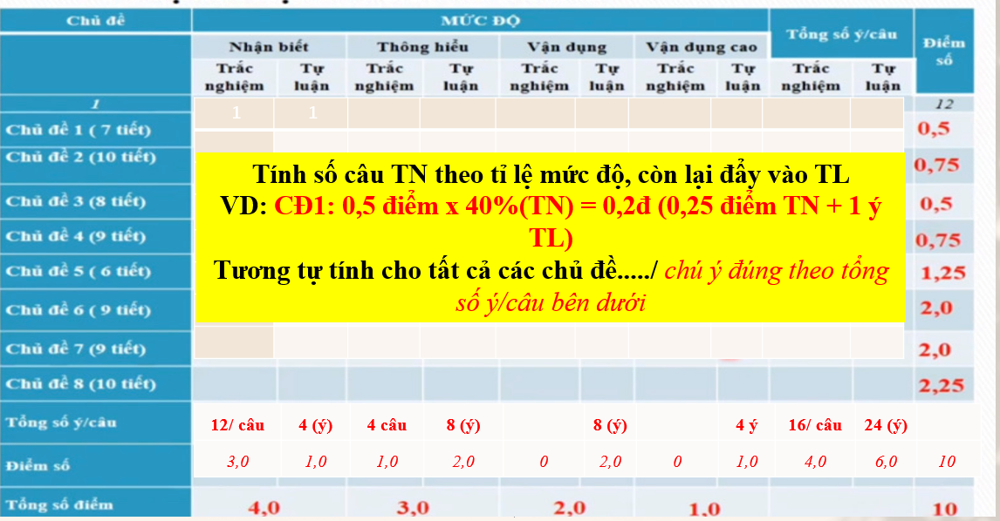 Chủ đề MỨC ĐỘ Tổng số ý/câu Điểm số
Nhận biết Thông hiểu Vận dụng Vận dụng cao
Trắc nghiệm Tự luận Trắc nghiệm Tự luận Trắc nghiệm Tự luận Trắc nghiệm Tự luận Trắc nghiệm Tự luận
1 1 1 12
Chủ đề 1 ( 7 tiết) 0,5
Chủ đề 2 (10 tiết) 0,75
Tính số câu TN theo tỉ lệ mức độ, còn lại đẩy vào TL
VD: CĐ1: 0,5 điểm x 40%(TN) = 0,2đ (0,25 điểm TN + 1 ý
TL)
Tương tự tính cho tất cả các chủ đề...../ chú ý đúng theo tổng
số ý/câu bên dưới
Chủ đề 3 (8 tiết) 0,5
Chủ đề 4 (9 tiết) 0,75
Chủ đề 5 ( 6 tiết) 1,25
Chủ đề 6 ( 9 tiết) 2,0
Chủ đề 7 (9 tiết) 2,0
Chủ đề 8 (10 tiết) 2,25
Tổng số ý/câu 12/ câu 4 (ý) 4 câu 8 (ý) 8 (ý) 4 ý 16/ câu 24 (ý)
Điểm số 3,0 1,0 1,0 2,0 0 2,0 0 1,0 4,0 6,0 10
Tổng số điểm 4,0 3,0 2,0 1,0 10